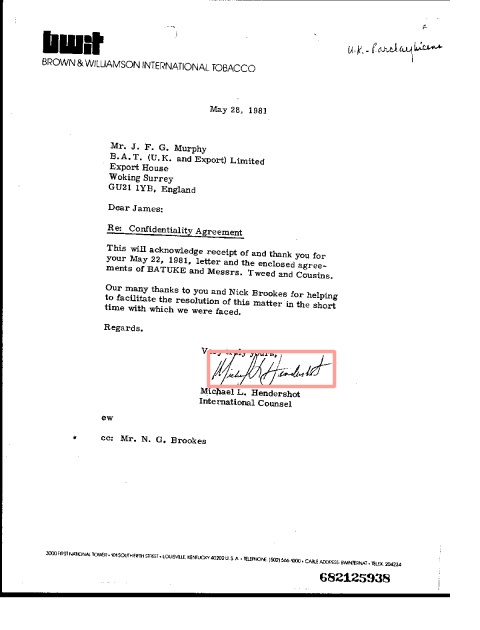 bwit
BROWN & WILLIAMSON INTERNATIONAL TOBACCO
U.K.-
May 28, 1981
Mr. J. F. G. Murphy
B.A.T. (U.K. and Export) Limited
Export House
Woking Surrey
GU21 1YB, England
Dear James:
Re: Confidentiality Agreement
This will acknowledge receipt of and thank you for
your May 22, 1981, letter and the enclosed agree-
ments of BATUKE and Messrs. Tweed and Cousins.
Our many thanks to you and Nick Brookes for helping
to facilitate the resolution of this matter in the short
time with which we were faced.
Regards.
Very truly yours,
Michael L. Hendershot
Michael L. Hendershot
International Counsel
ew
cc: Mr. N. G. Brookes
2000 FIRST NATIONAL TOWER • 101 SOUTH FIFTH STREET • LOUISVILLE, KENTUCKY 40202 U.S.A. • TELEPHONE (502) 566 1000 • CABLE ADDRESS: BWINTERNAT • TELEX 204234
682125938